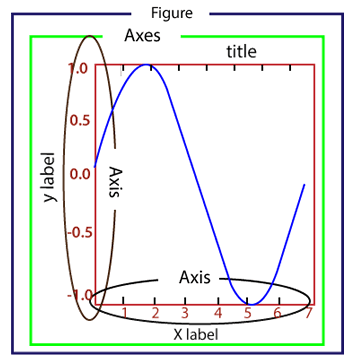 Figure
Axes
title
1.0
0.5
0.0
-0.5
-1.0
y label
Axis
Axis
1 2 3 4 5 6 7
X label